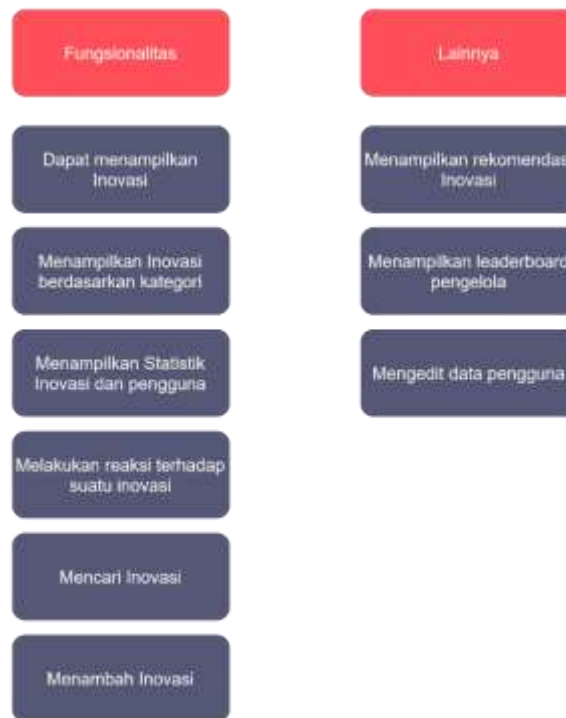 Fungsionalitas
Dapat menampilkan
Inovasi
Menampilkan Inovasi
berdasarkan kategori
Menampilkan Statistik
Inovasi dan pengguna
Melakukan reaksi terhadap
suatu inovasi
Mencari Inovasi
Menambah Inovasi
Lainnya
Menampilkan rekomendas
Inovasi
Menampilkan leaderboard
pengelola
Mengedit data pengguna